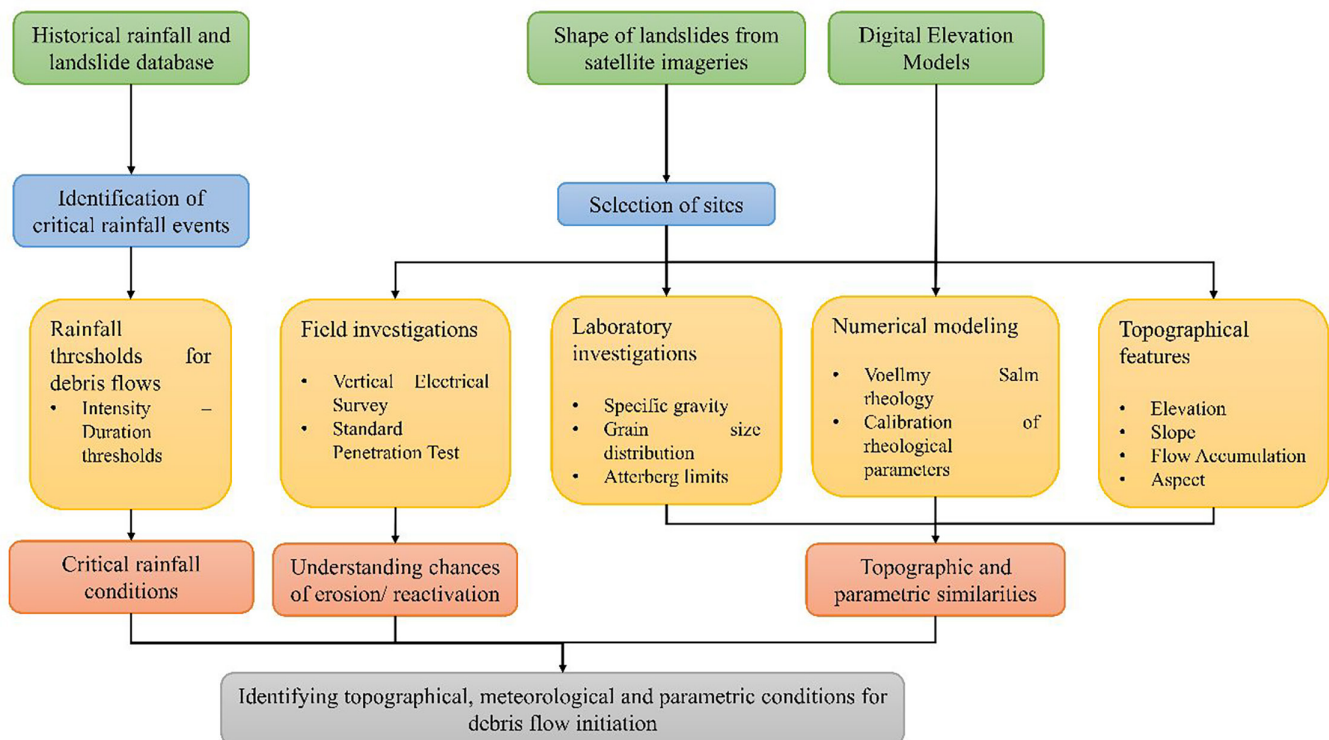 Historical rainfall and
landslide database
Shape of landslides from
satellite imageries
Digital Elevation
Models
Identification of
critical rainfall events
Selection of sites
Rainfall
thresholds for
debris flows
• Intensity –
Duration
thresholds
Field investigations
• Vertical Electrical
Survey
• Standard
Penetration Test
Laboratory
investigations
• Specific gravity
• Grain size
distribution
• Atterberg limits
Numerical modeling
• Voellmy Salm
rheology
• Calibration of
rheological
parameters
Topographical
features
• Elevation
• Slope
• Flow Accumulation
• Aspect
Critical rainfall
conditions
Understanding chances
of erosion/ reactivation
Topographic and
parametric similarities
Identifying topographical, meteorological and parametric conditions for
debris flow initiation